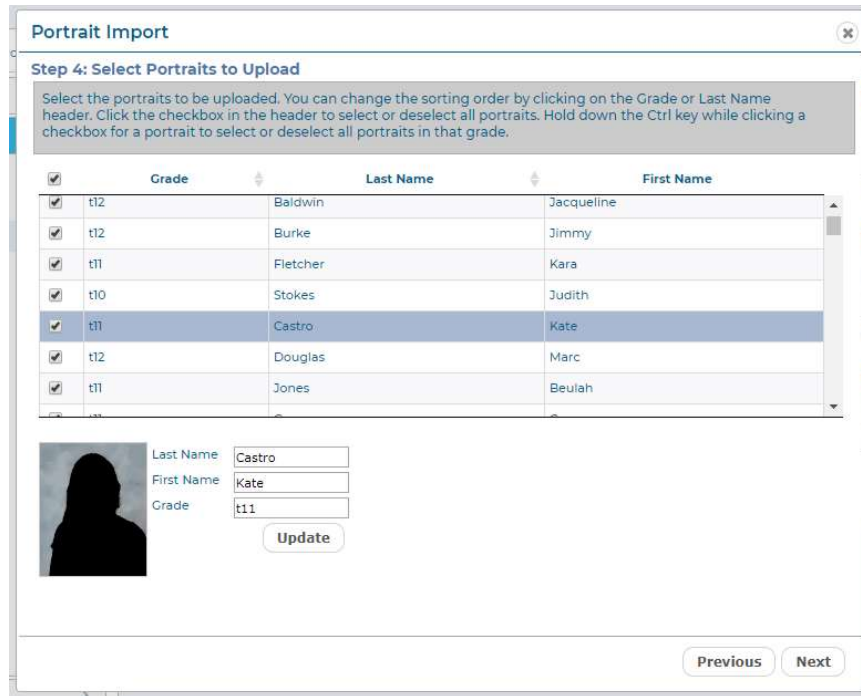 Portrait Import
Step 4: Select Portraits to Upload
Select the portraits to be uploaded. You can change the sorting order by clicking on the Grade or Last Name
header. Click the checkbox in the header to select or deselect all portraits. Hold down the Ctrl key while clicking a
checkbox for a portrait to select or deselect all portraits in that grade.
Grade Last Name First Name
t12 Baldwin Jacqueline
t12 Burke Jimmy
t11 Fletcher Kara
t10 Stokes Judith
t11 Castro Kate
t12 Douglas Marc
t11 Jones Beulah
Last Name Castro
First Name Kate
Grade t11
Update
Previous Next